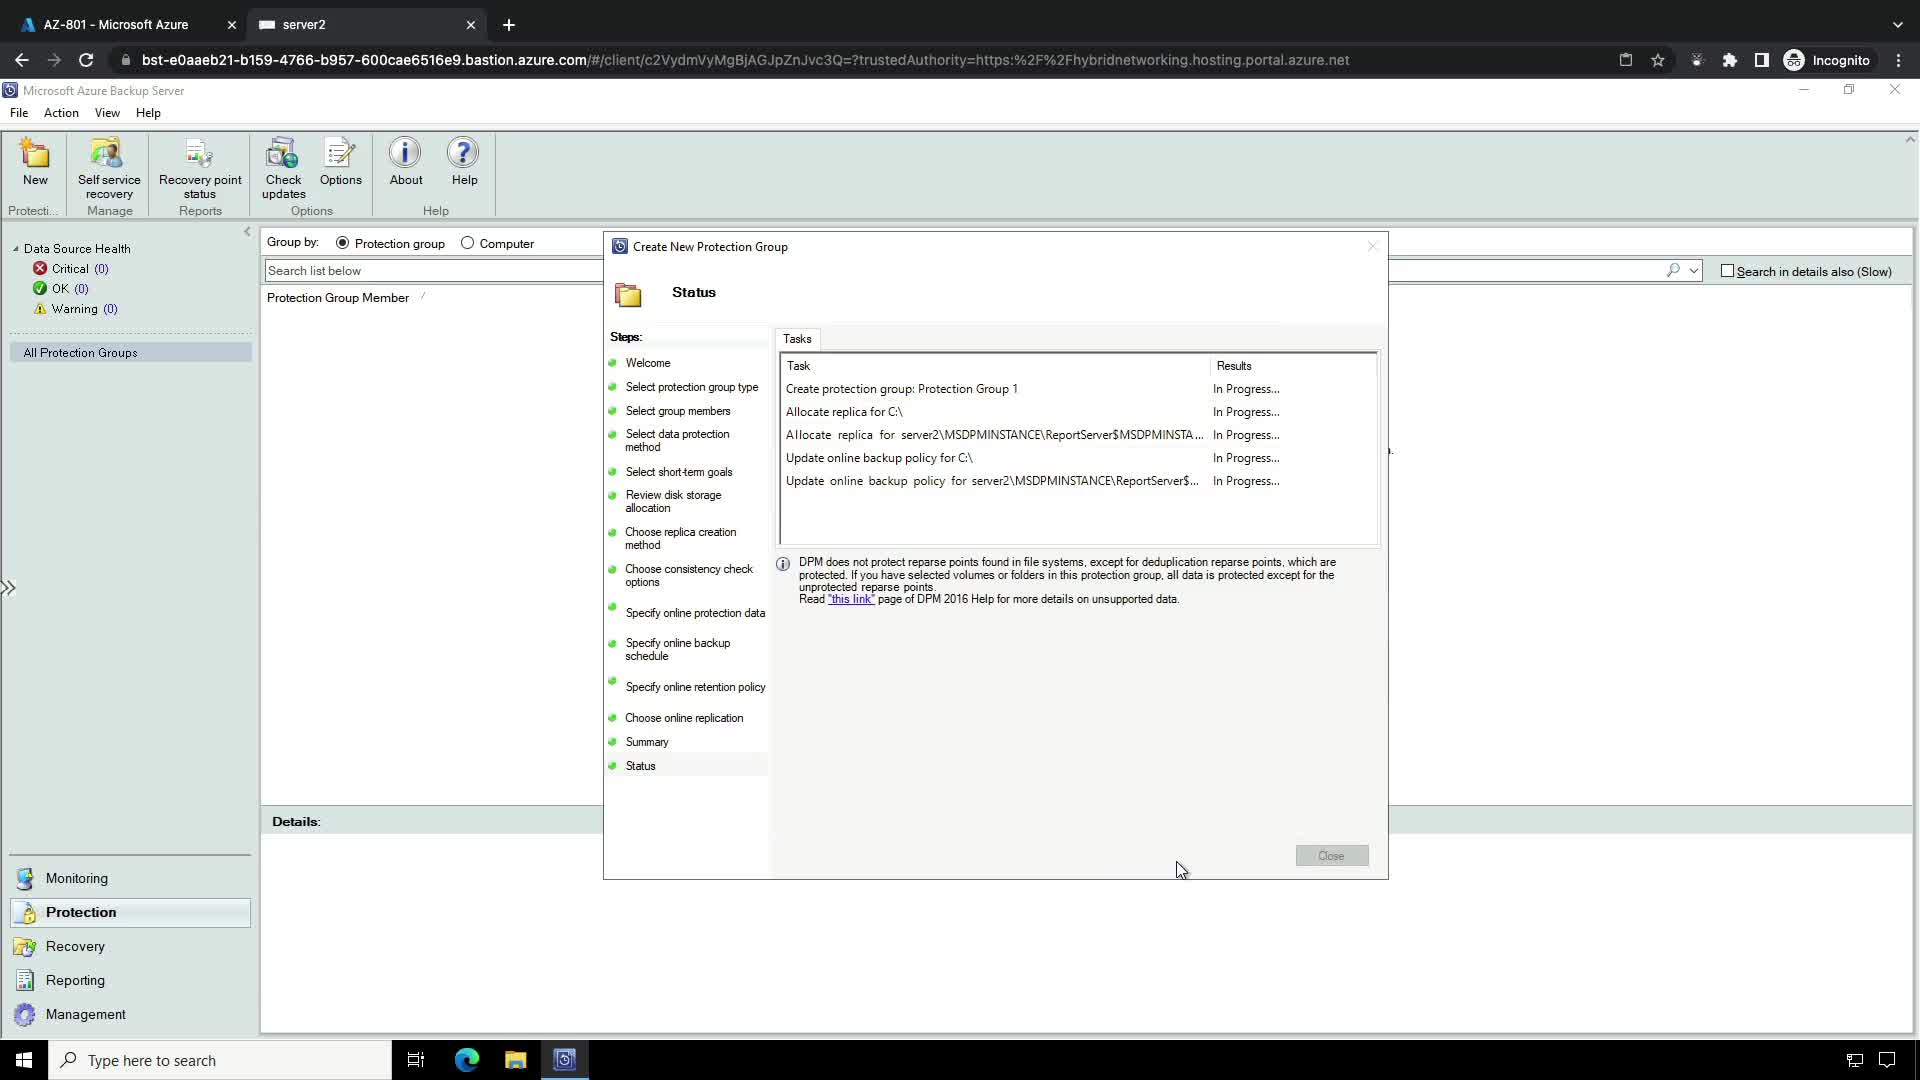 AZ-801 - Microsoft Azure
server2
bst-e0aaeb21-b159-4766-b957-600cae6516e9.bastion.azure.com/#/client/c2VydmVyMgBjAGJpZnJvc3Q=?trustedAuthority=https:%2F%2Fhybridnetworking.hosting.portal.azure.net
Incognito
Microsoft Azure Backup Server
File Action View Help
New
Self service recovery
Recovery point status
Check updates
Options
About
Help
Protecti...
Manage
Reports
Options
Help
Data Source Health
Critical (0)
OK (0)
Warning (0)
All Protection Groups
Group by: Protection group Computer
Search list below
Search in details also (Slow)
Protection Group Member
Create New Protection Group
Status
Steps:
Welcome
Select protection group type
Select group members
Select data protection
method
Select short-term goals
Review disk storage
allocation
Choose replica creation
method
Choose consistency check
options
Specify online protection data
Specify online backup
schedule
Specify online retention policy
Choose online replication
Summary
Status
Tasks
Task Results
Create protection group: Protection Group 1 In Progress...
Allocate replica for C:\ In Progress...
Allocate replica for server2\MSDPMINSTANCE\ReportServer$MSDPMINSTA... In Progress...
Update online backup policy for C:\ In Progress...
Update online backup policy for server2\MSDPMINSTANCE\ReportServer$... In Progress...
DPM does not protect reparse points found in file systems, except for deduplication reparse points, which are
protected. If you have selected volumes or folders in this protection group, all data is protected except for the
unprotected reparse points.
Read "this link" page of DPM 2016 Help for more details on unsupported data.
Close
Details:
Monitoring
Protection
Recovery
Reporting
Management
Type here to search